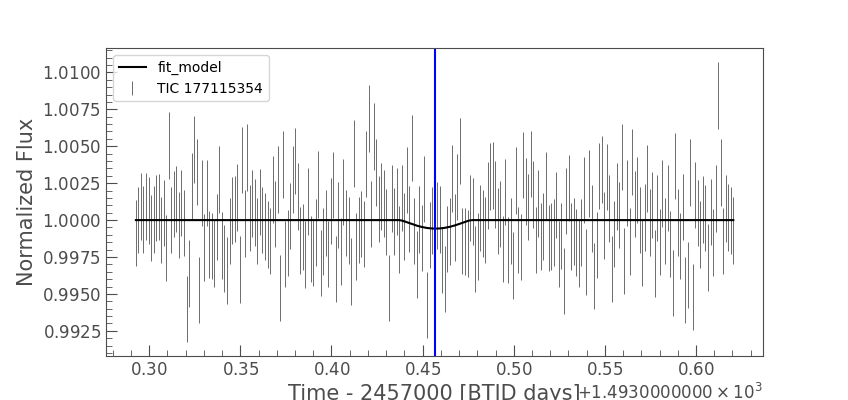 fit_model
TIC 177115354
Normalized Flux
1.0100
1.0075
1.0050
1.0025
1.0000
0.9975
0.9950
0.9925
0.30 0.35 0.40 0.45 0.50 0.55 0.60
Time - 2457000 [BTJD days]
+1.4930000000 × 10³